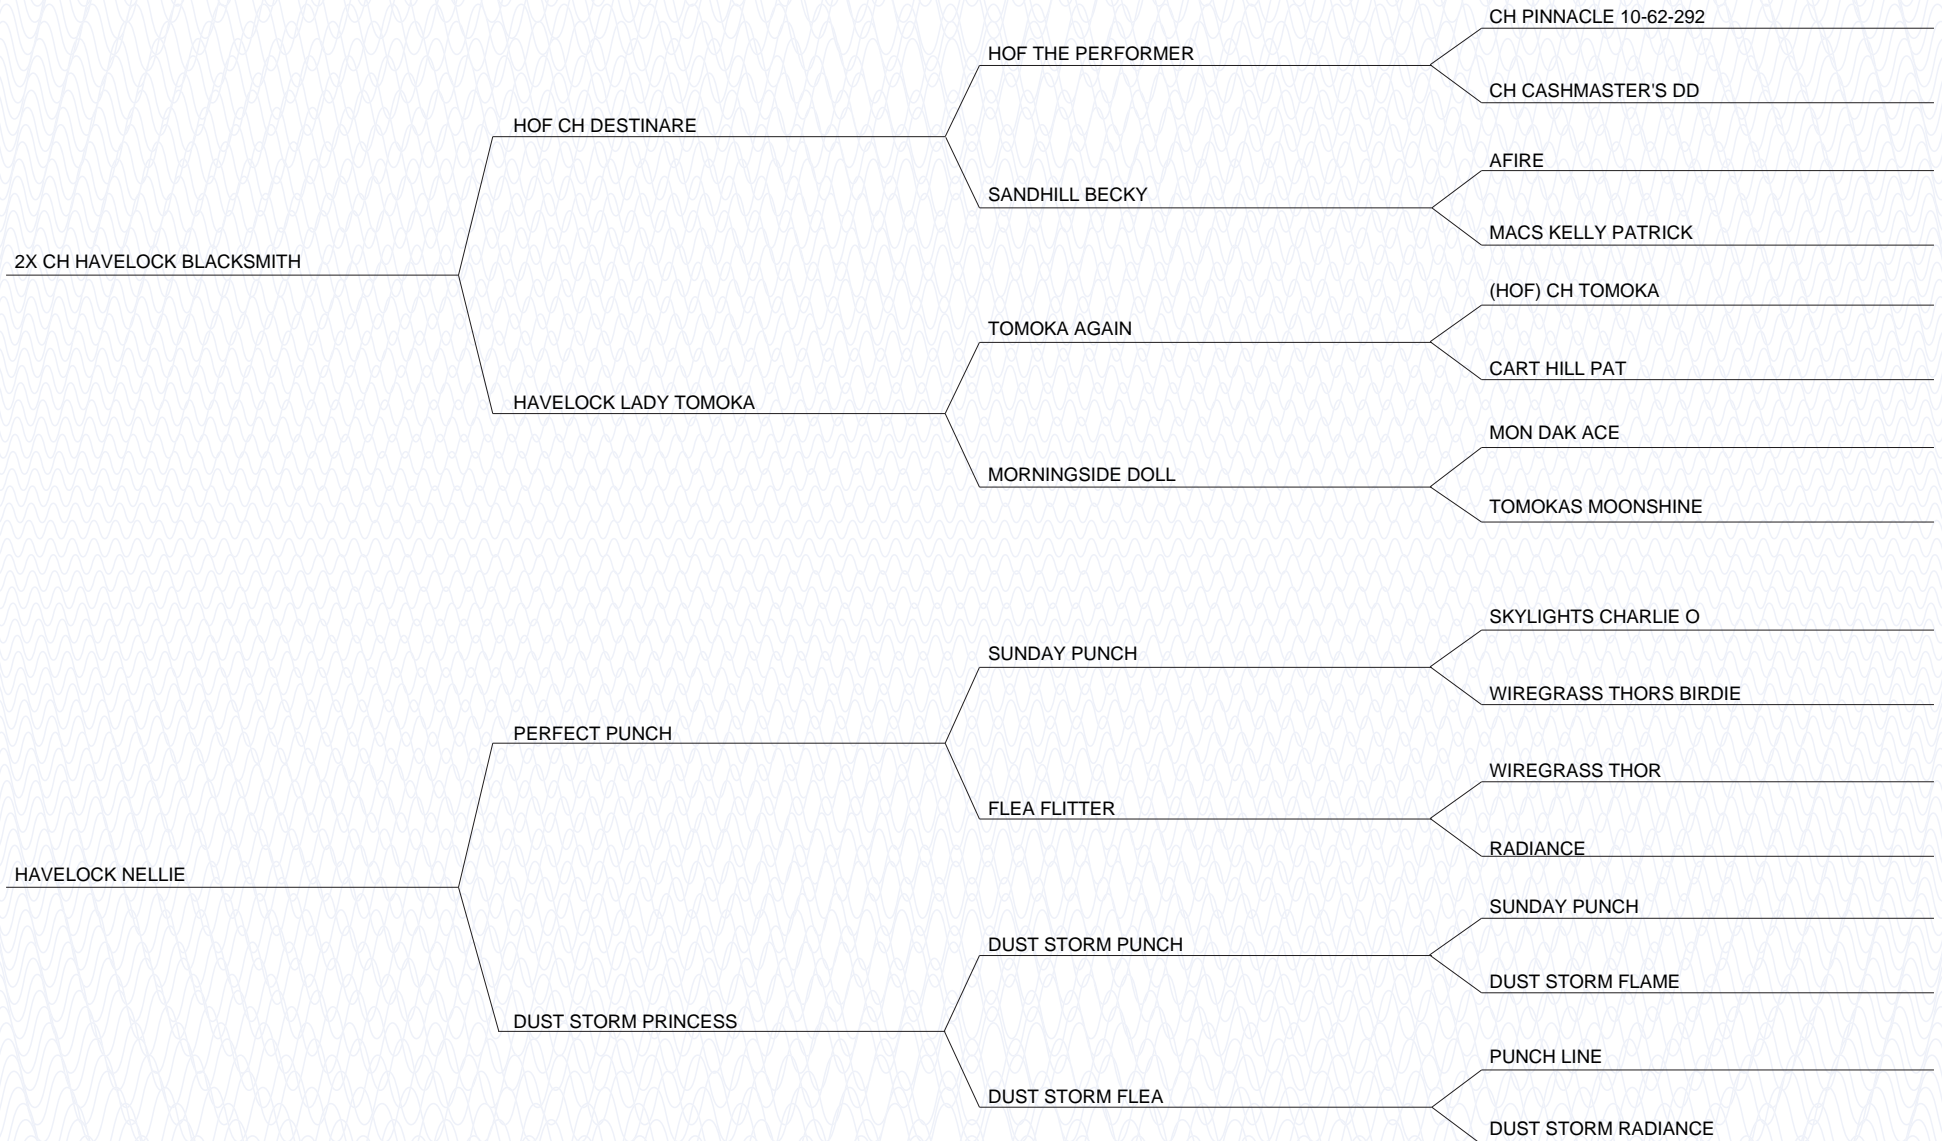 CH PINNACLE 10-62-292
HOF THE PERFORMER
CH CASHMASTER'S DD
HOF CH DESTINARE
AFIRE
SANDHILL BECKY
MACS KELLY PATRICK
2X CH HAVELOCK BLACKSMITH
(HOF) CH TOMOKA
TOMOKA AGAIN
CART HILL PAT
HAVELOCK LADY TOMOKA
MON DAK ACE
MORNINGSIDE DOLL
TOMOKAS MOONSHINE
SKYLIGHTS CHARLIE O
SUNDAY PUNCH
WIREGRASS THORS BIRDIE
PERFECT PUNCH
WIREGRASS THOR
FLEA FLITTER
RADIANCE
HAVELOCK NELLIE
SUNDAY PUNCH
DUST STORM PUNCH
DUST STORM FLAME
DUST STORM PRINCESS
PUNCH LINE
DUST STORM FLEA
DUST STORM RADIANCE